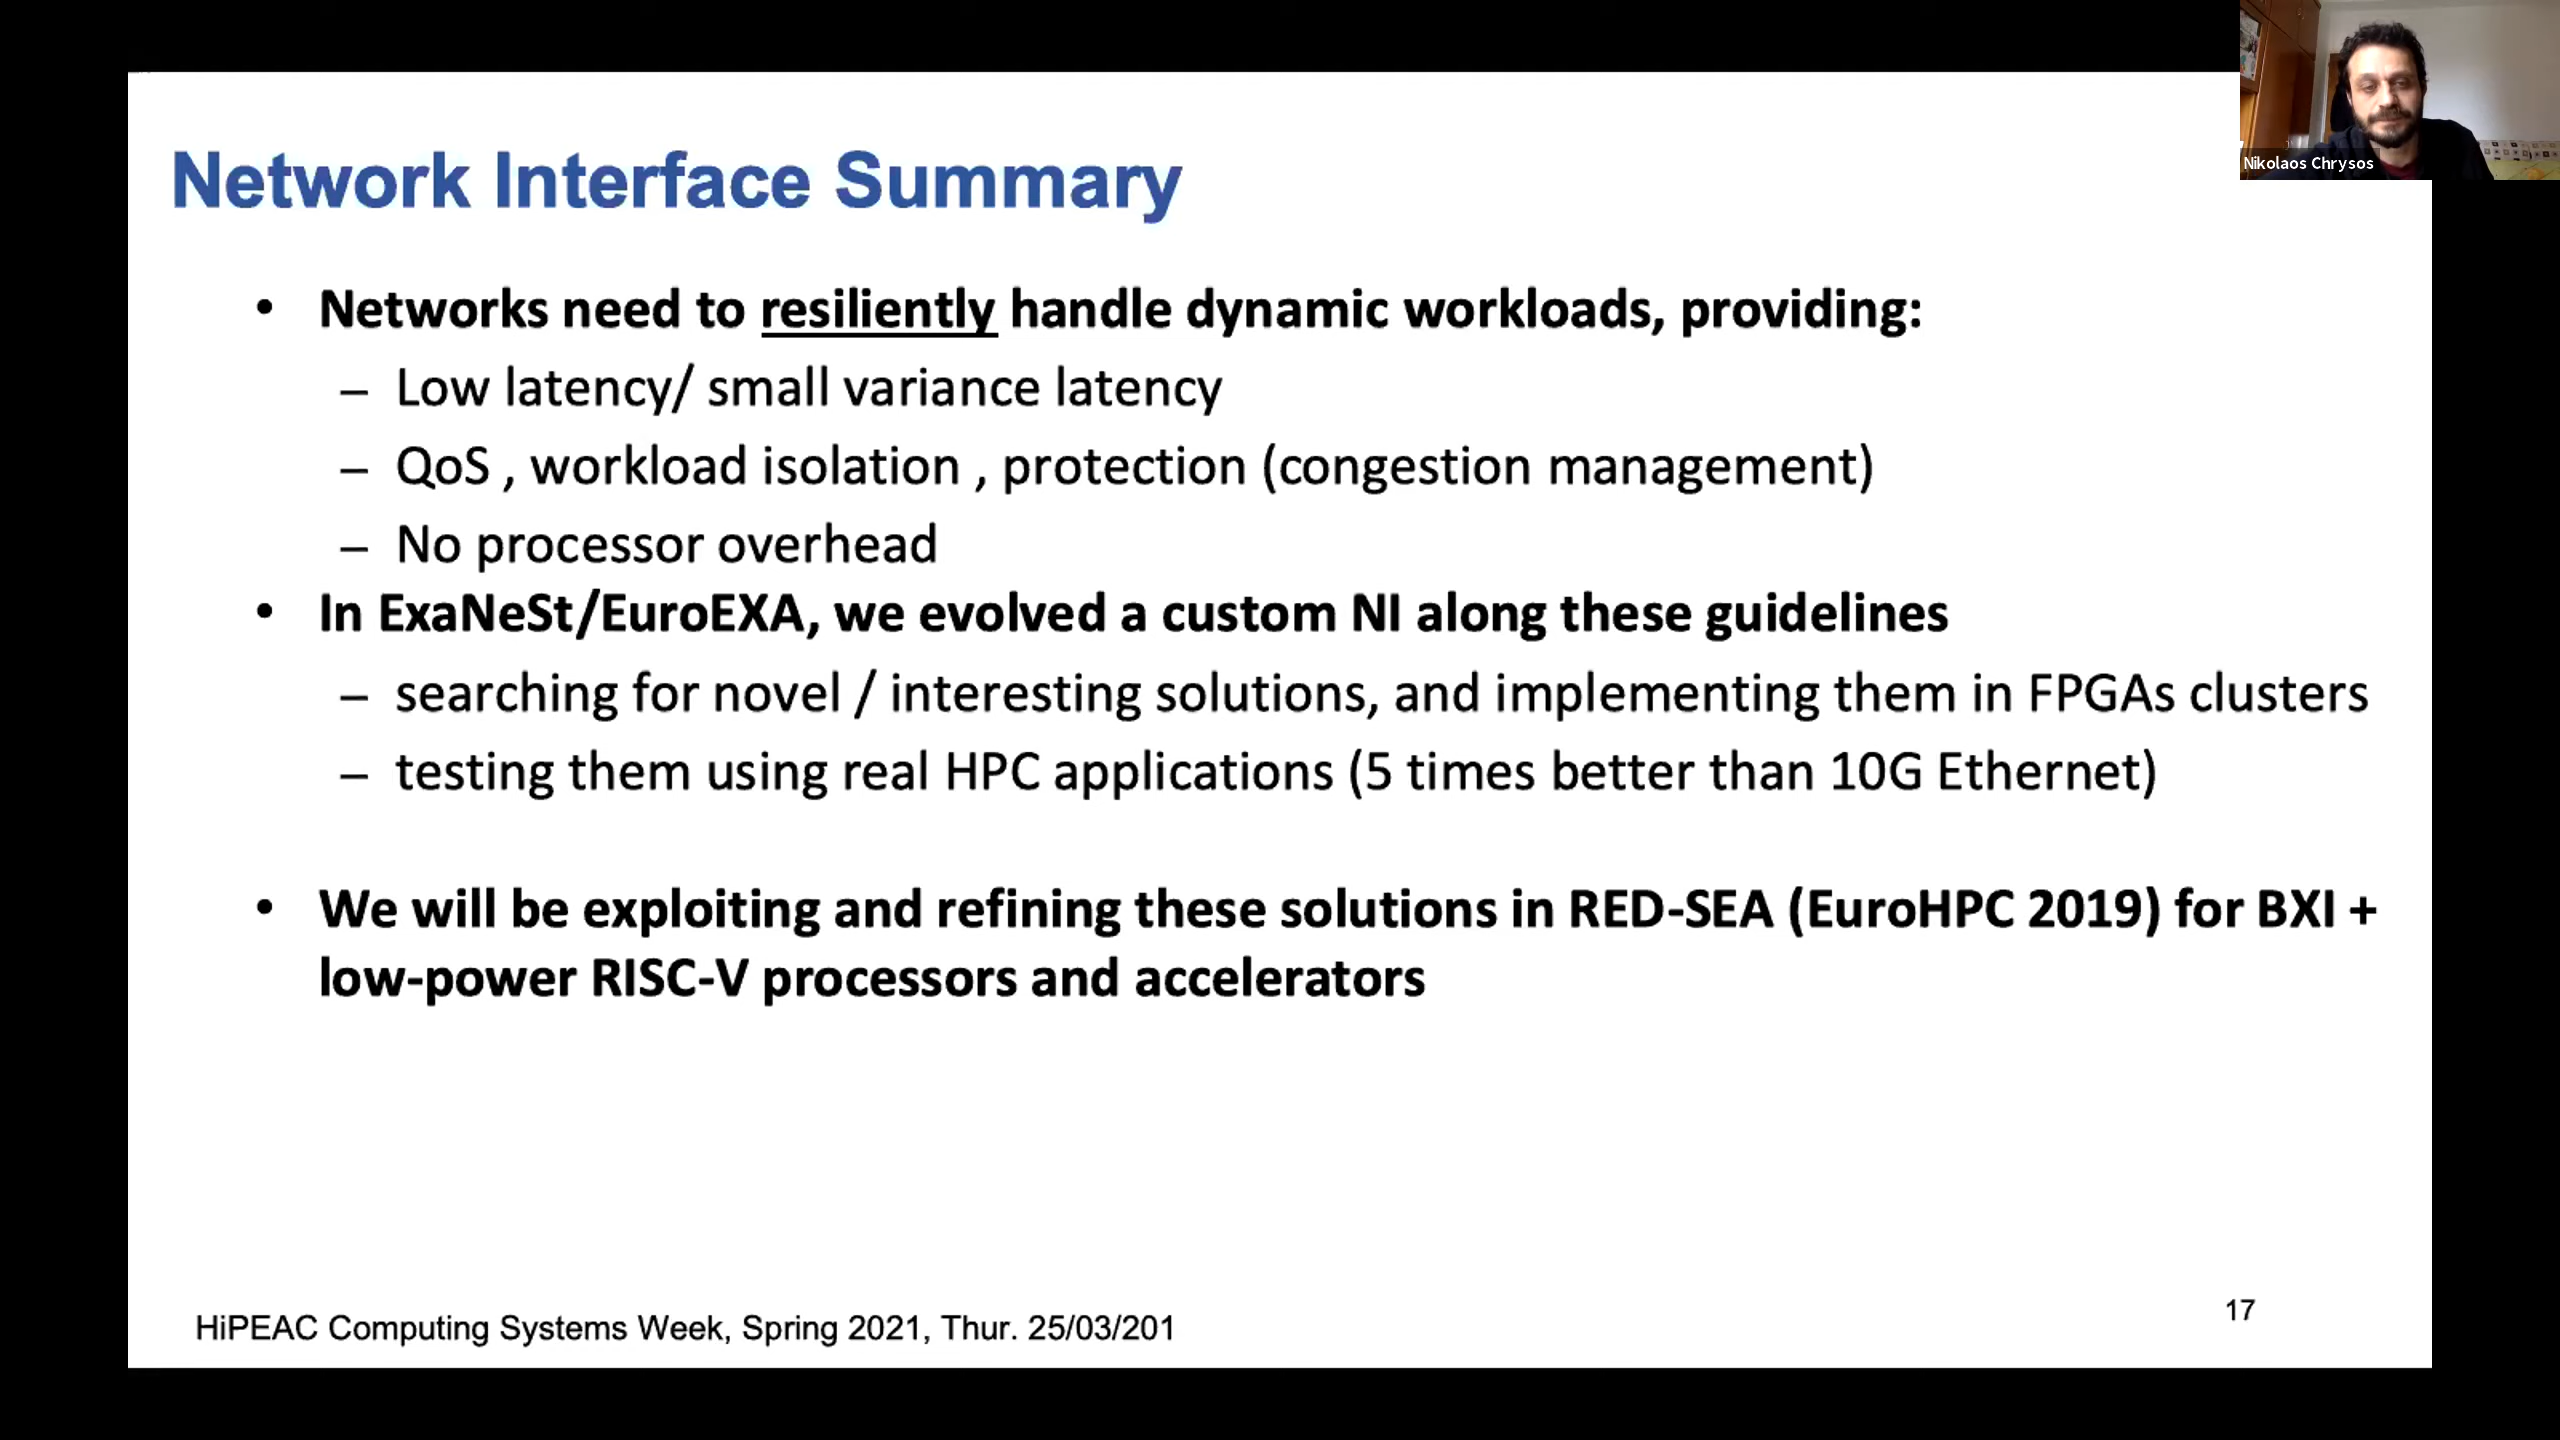 Nikolaos Chrysos
Network Interface Summary
• Networks need to resiliently handle dynamic workloads, providing:
– Low latency/ small variance latency
– QoS , workload isolation , protection (congestion management)
– No processor overhead
• In ExaNeSt/EuroEXA, we evolved a custom NI along these guidelines
– searching for novel / interesting solutions, and implementing them in FPGAs clusters
– testing them using real HPC applications (5 times better than 10G Ethernet)
• We will be exploiting and refining these solutions in RED-SEA (EuroHPC 2019) for BXI +
low-power RISC-V processors and accelerators
HiPEAC Computing Systems Week, Spring 2021, Thur. 25/03/201
17